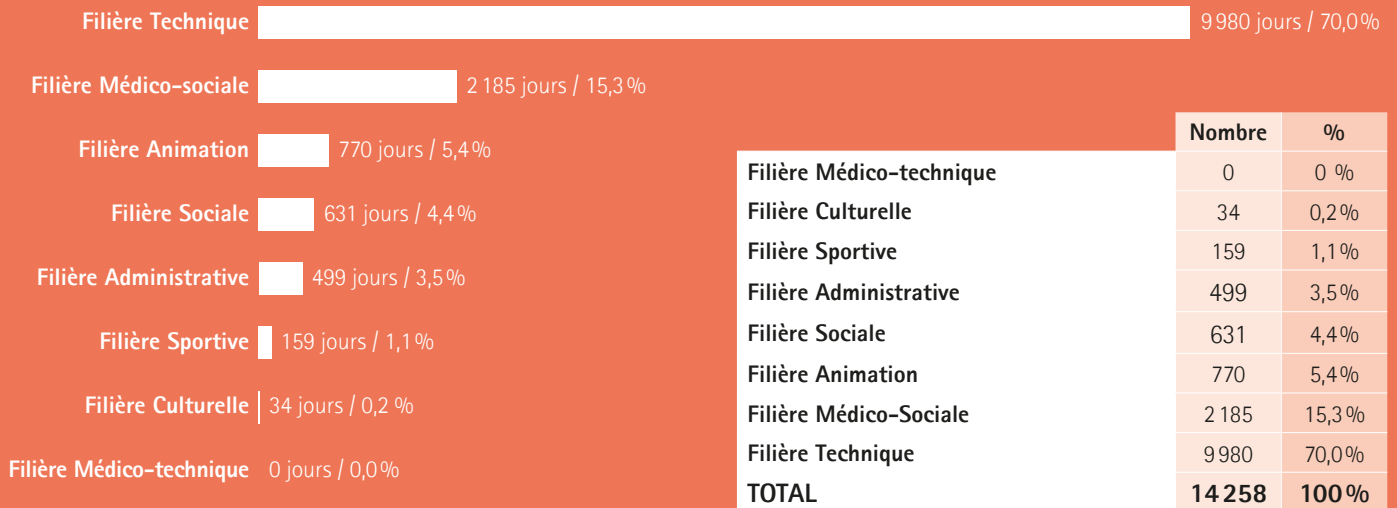 Filière Technique 9 980 jours / 70,0 %
Filière Médico-sociale 2 185 jours / 15,3 %
Filière Animation 770 jours / 5,4 %
Filière Sociale 631 jours / 4,4 %
Filière Administrative 499 jours / 3,5 %
Filière Sportive 159 jours / 1,1 %
Filière Culturelle 34 jours / 0,2 %
Filière Médico-technique 0 jours / 0,0 %
Nombre %
Filière Médico-technique 0 0 %
Filière Culturelle 34 0,2 %
Filière Sportive 159 1,1 %
Filière Administrative 499 3,5 %
Filière Sociale 631 4,4 %
Filière Animation 770 5,4 %
Filière Médico-Sociale 2 185 15,3 %
Filière Technique 9 980 70,0 %
TOTAL 14 258 100 %